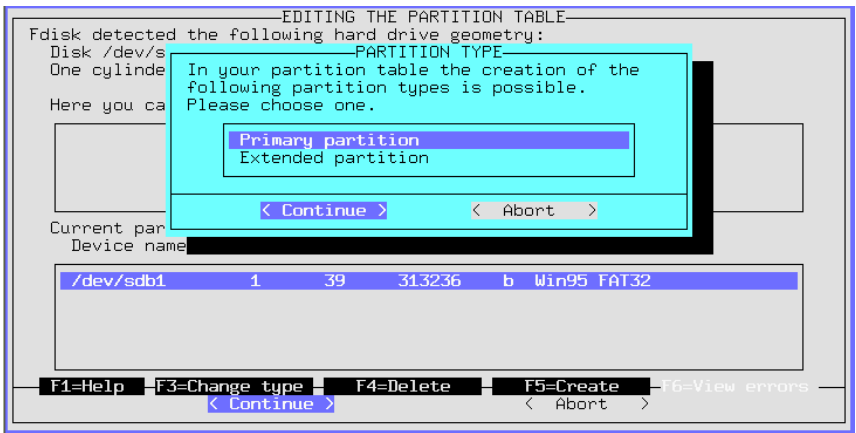 EDITING THE PARTITION TABLE
Fdisk detected the following hard drive geometry:
Disk /dev/s
One cylinde
Here you ca
PARTITION TYPE
In your partition table the creation of the
following partition types is possible.
Please choose one.
Primary partition
Extended partition
< Continue > < Abort >
Current par
Device name
/dev/sdb1 1 39 313236 b Win95 FAT32
F1=Help F3=Change type F4=Delete F5=Create F6=View errors
< Continue > < Abort >